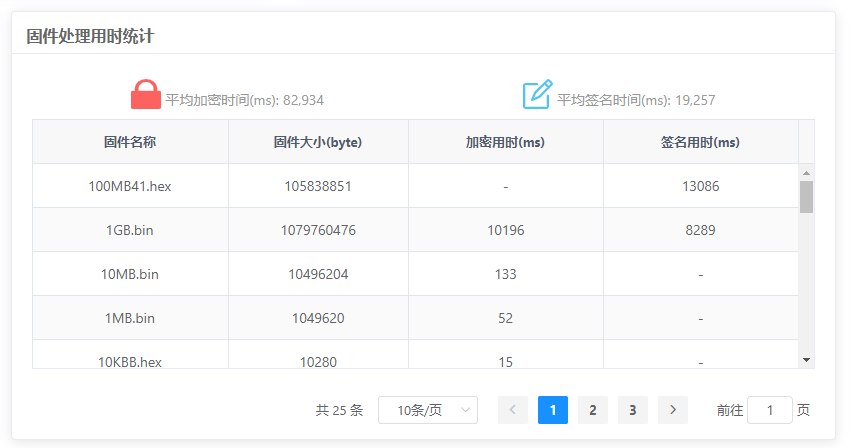 固件处理用时统计
平均加密时间(ms): 82,934 平均签名时间(ms): 19,257
固件名称 固件大小(byte) 加密用时(ms) 签名用时(ms)
100MB41.hex 105838851 - 13086
1GB.bin 1079760476 10196 8289
10MB.bin 10496204 133 -
1MB.bin 1049620 52 -
10KBB.hex 10280 15 -
共 25 条 10条/页 1 2 3 前往 1 页